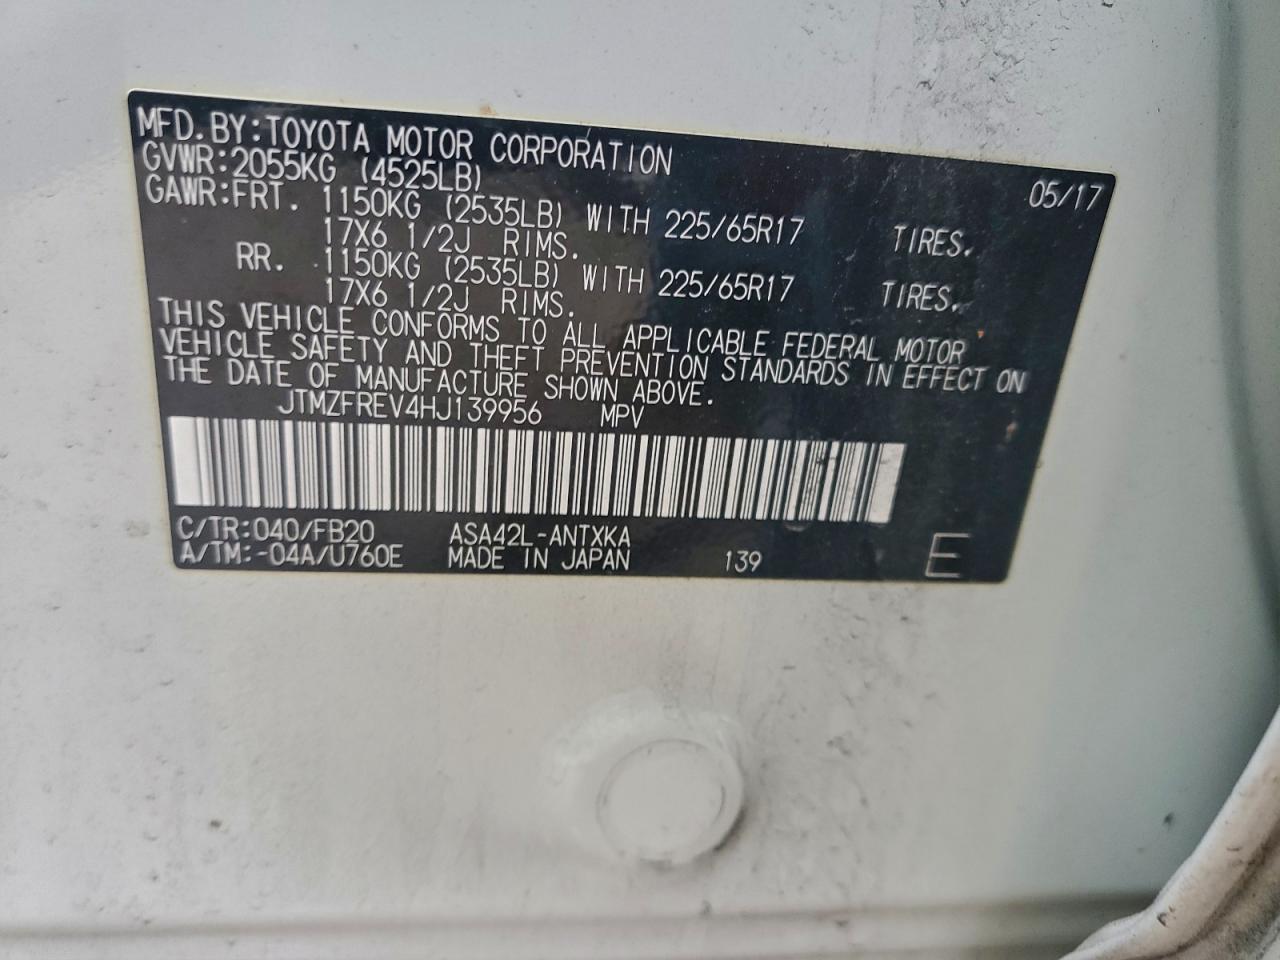 MFD.BY:TOYOTA MOTOR CORPORATION 05/17
GVWR:2055KG (4525LB)
GAWR:FRT. 1150KG (2535LB) WITH 225/65R17 TIRES.
17X6 1/2J RIMS.
RR. 1150KG (2535LB) WITH 225/65R17 TIRES.
17X6 1/2J RIMS.
THIS VEHICLE CONFORMS TO ALL APPLICABLE FEDERAL MOTOR
VEHICLE SAFETY AND THEFT PREVENTION STANDARDS IN EFFECT ON
THE DATE OF MANUFACTURE SHOWN ABOVE.
JTMZFREV4HJ139956 MPV
C/TR:040/FB20 ASA42L-ANTXKA
A/TM:-04A/U760E MADE IN JAPAN 139 E